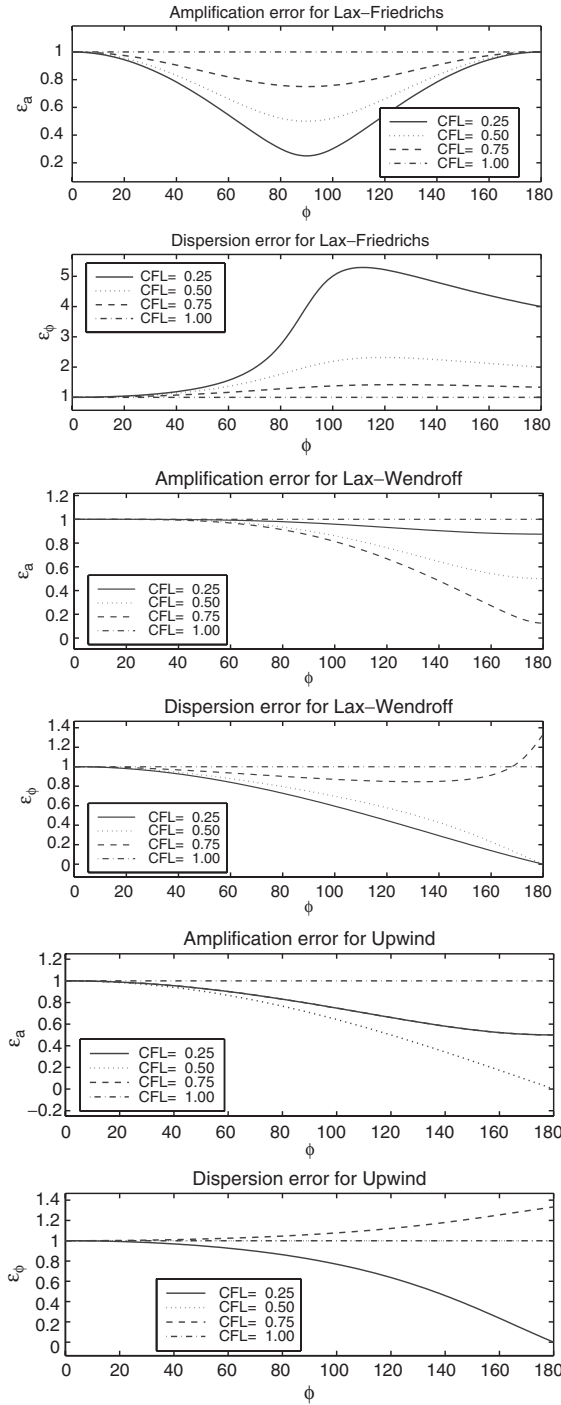 Amplification error for Lax–Friedrichs
1
0.8
0.6
0.4
0.2
εa
CFL= 0.25
CFL= 0.50
CFL= 0.75
CFL= 1.00
0 20 40 60 80 100 120 140 160 180
ϕ
Dispersion error for Lax–Friedrichs
5
4
3
2
1
εϕ
CFL= 0.25
CFL= 0.50
CFL= 0.75
CFL= 1.00
0 20 40 60 80 100 120 140 160 180
ϕ
Amplification error for Lax–Wendroff
1.2
1
0.8
0.6
0.4
0.2
0
εa
CFL= 0.25
CFL= 0.50
CFL= 0.75
CFL= 1.00
0 20 40 60 80 100 120 140 160 180
ϕ
Dispersion error for Lax–Wendroff
1.4
1.2
1
0.8
0.6
0.4
0.2
0
εϕ
CFL= 0.25
CFL= 0.50
CFL= 0.75
CFL= 1.00
0 20 40 60 80 100 120 140 160 180
ϕ
Amplification error for Upwind
1.2
1
0.8
0.6
0.4
0.2
0
−0.2
εa
CFL= 0.25
CFL= 0.50
CFL= 0.75
CFL= 1.00
0 20 40 60 80 100 120 140 160 180
ϕ
Dispersion error for Upwind
1.4
1.2
1
0.8
0.6
0.4
0.2
0
εϕ
CFL= 0.25
CFL= 0.50
CFL= 0.75
CFL= 1.00
0 20 40 60 80 100 120 140 160 180
ϕ